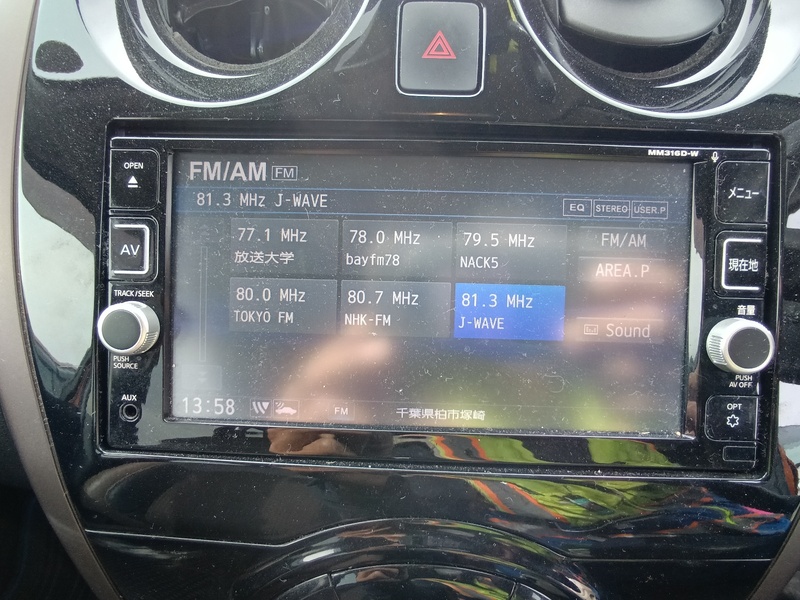 MM316D-W
OPEN
FM/AM FM
メニュー
81.3 MHz J-WAVE
EQ STEREO USER.P
AV
77.1 MHz 78.0 MHz 79.5 MHz FM/AM
放送大学 bayfm78 NACK5
現在地
AREA.P
TRACK/SEEK
80.0 MHz 80.7 MHz 81.3 MHz
TOKYO FM NHK-FM J-WAVE
音量
Sound
PUSH
SOURCE
PUSH
AV OFF
AUX
13:58 FM 千葉県柏市塚崎
OPT